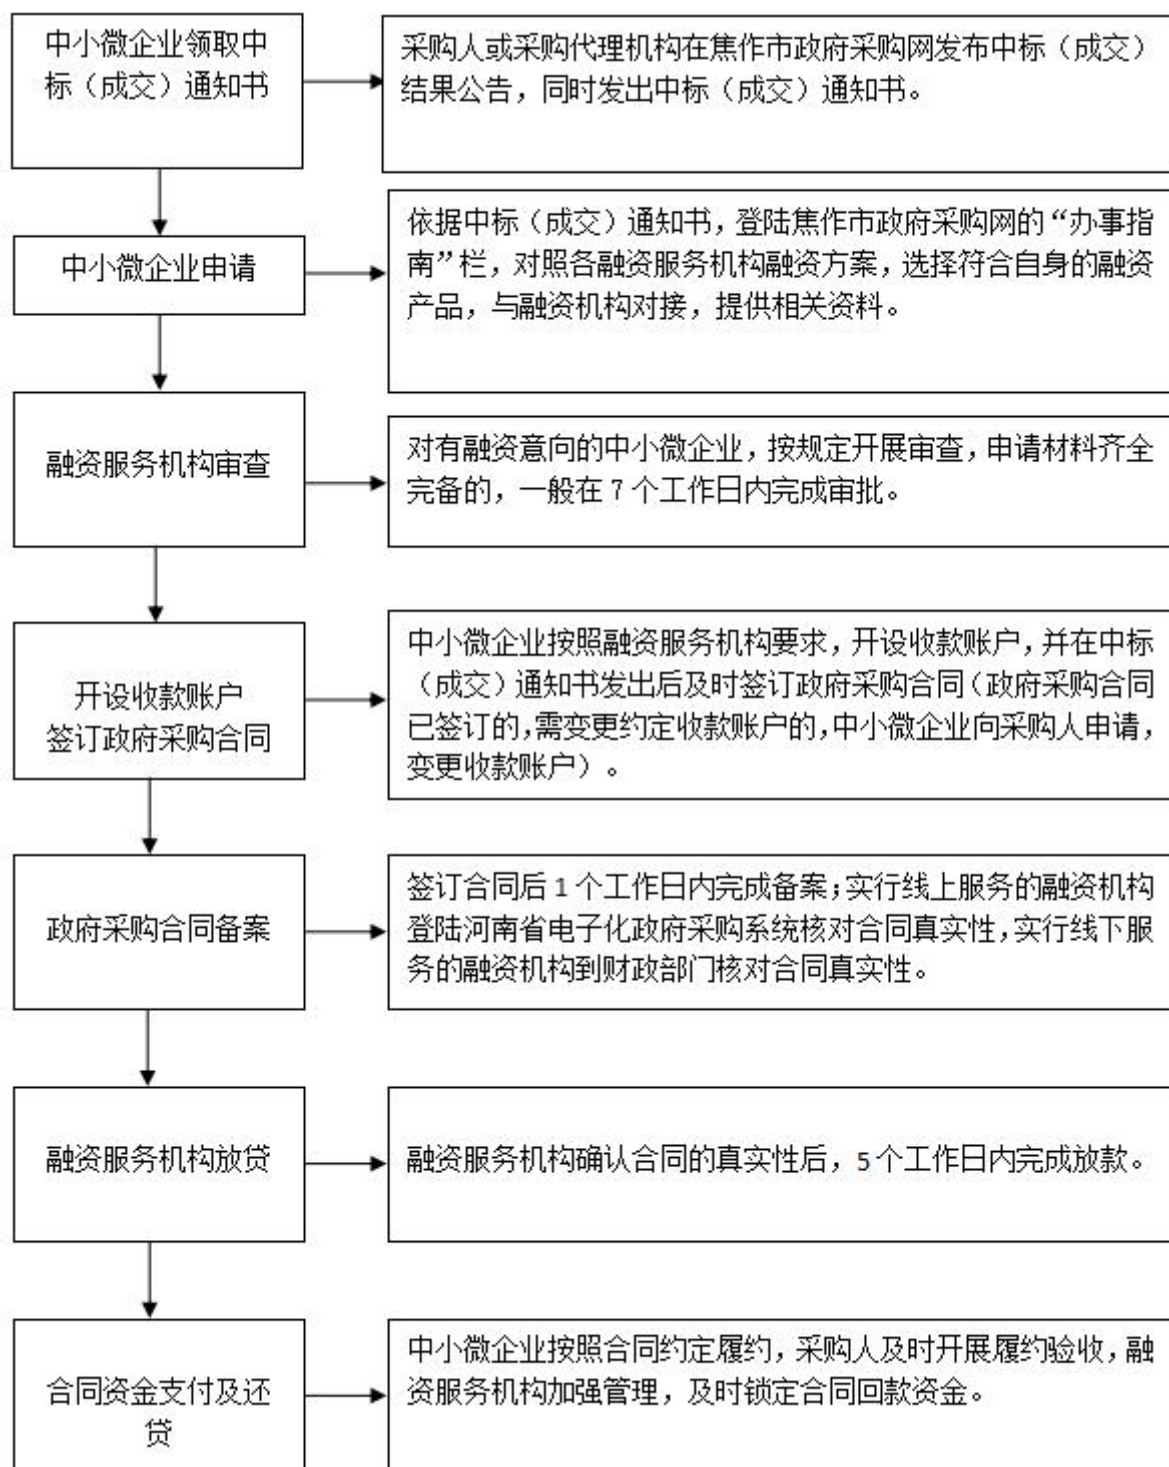 中小微企业领取中
标（成交）通知书
采购人或采购代理机构在焦作市政府采购网发布中标（成交）
结果公告，同时发出中标（成交）通知书。
中小微企业申请
依据中标（成交）通知书，登陆焦作市政府采购网的“办事指
南”栏，对照各融资服务机构融资方案，选择符合自身的融资
产品，与融资机构对接，提供相关资料。
融资服务机构审查
对有融资意向的中小微企业，按规定开展审查，申请材料齐全
完备的，一般在 7 个工作日内完成审批。
开设收款账户
签订政府采购合同
中小微企业按照融资服务机构要求，开设收款账户，并在中标
（成交）通知书发出后及时签订政府采购合同（政府采购合同
已签订的，需变更约定收款账户的，中小微企业向采购人申请，
变更收款账户）。
政府采购合同备案
签订合同后 1 个工作日内完成备案；实行线上服务的融资机构
登陆河南省电子化政府采购系统核对合同真实性，实行线下服
务的融资机构到财政部门核对合同真实性。
融资服务机构放贷
融资服务机构确认合同的真实性后，5 个工作日内完成放款。
合同资金支付及还
贷
中小微企业按照合同约定履约，采购人及时开展履约验收，融
资服务机构加强管理，及时锁定合同回款资金。